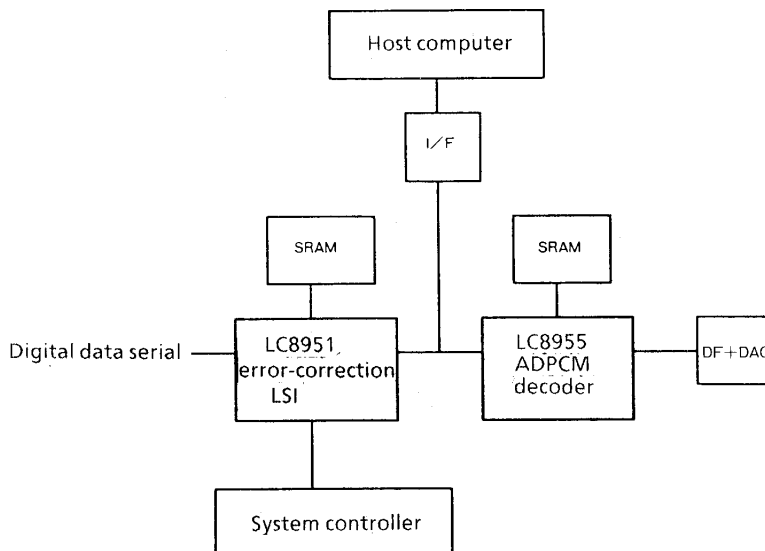 Host computer
I/F
SRAM
SRAM
Digital data serial
LC8951
error-correction
LSI
LC8955
ADPCM
decoder
DF+DAC
System controller